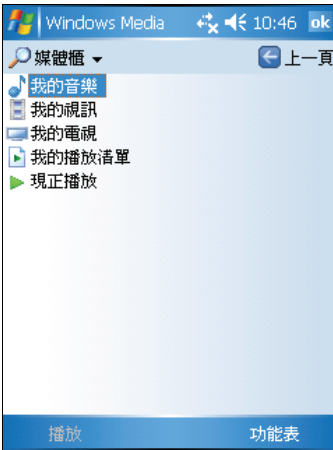 Windows Media 10:46 ok
媒體櫃 上一頁
我的音樂
我的視訊
我的電視
我的播放清單
現正播放
播放 功能表